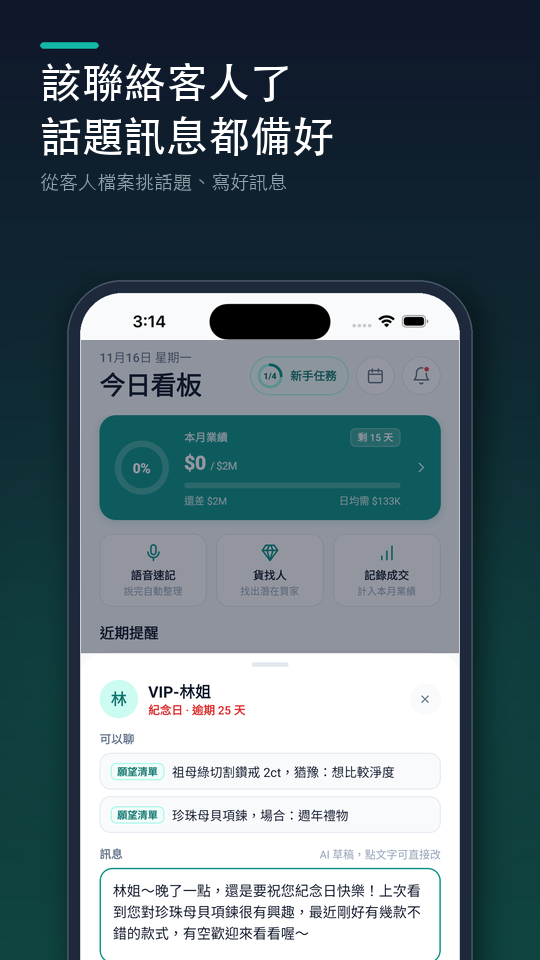 該聯絡客人了
話題訊息都備好
從客人檔案挑話題、寫好訊息
3:14
11月16日 星期一
今日看板
1/4 新手任務
本月業績
剩 15 天
0%
$0 / $2M
還差 $2M
日均需 $133K
語音速記
說完自動整理
貨找人
找出潛在買家
記錄成交
計入本月業績
近期提醒
林
VIP-林姐
紀念日 · 逾期 25 天
可以聊
願望清單 祖母綠切割鑽戒 2ct，猶豫：想比較淨度
願望清單 珍珠母貝項鍊，場合：週年禮物
訊息
AI 草稿，點文字可直接改
林姐～晚了一點，還是要祝您紀念日快樂！上次看
到您對珍珠母貝項鍊很有興趣，最近剛好有幾款不
錯的款式，有空歡迎來看看喔～